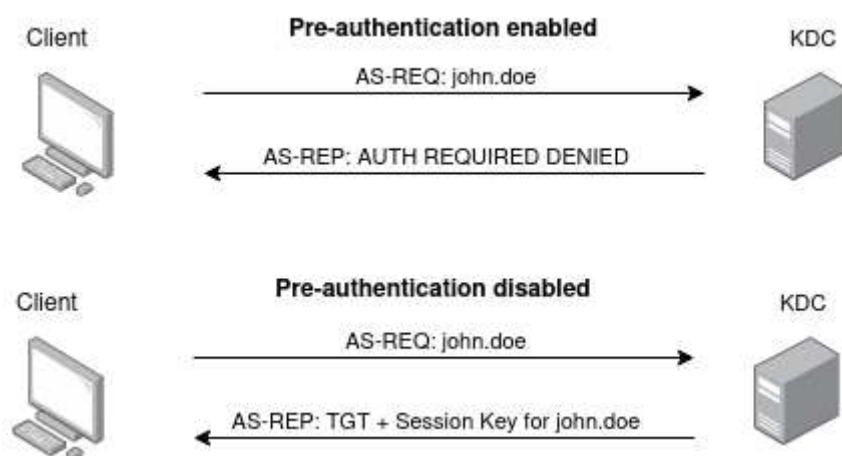 Pre-authentication enabled
Client
KDC
AS-REQ: john.doe
AS-REP: AUTH REQUIRED DENIED
Pre-authentication disabled
Client
KDC
AS-REQ: john.doe
AS-REP: TGT + Session Key for john.doe